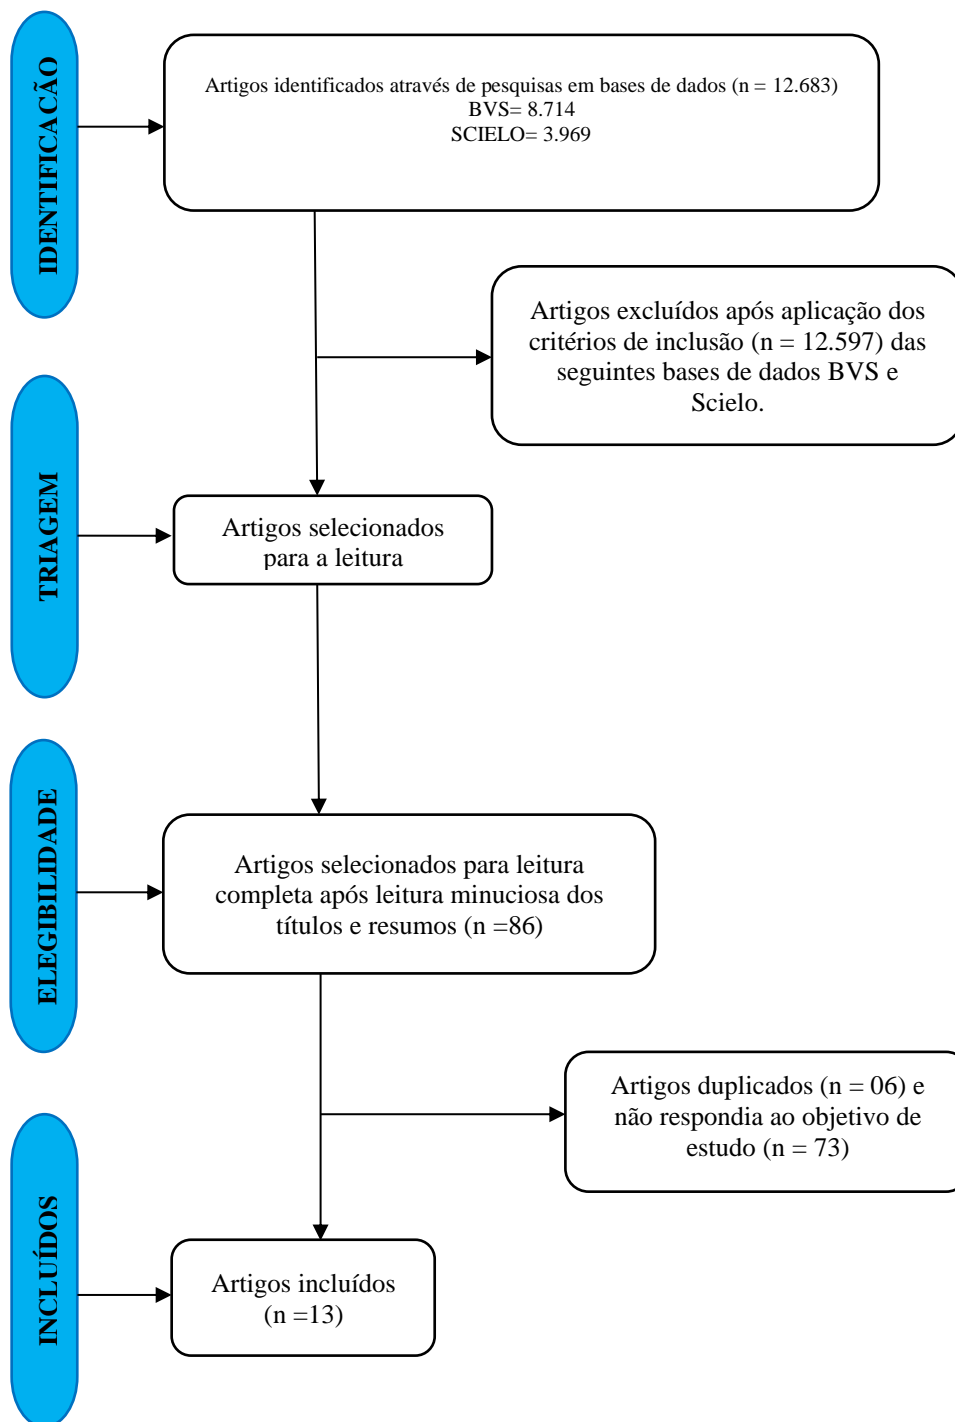 IDENTIFICAÇÃO
Artigos identificados através de pesquisas em bases de dados (n = 12.683)
BVS= 8.714
SCIELO= 3.969
Artigos excluídos após aplicação dos
critérios de inclusão (n = 12.597) das
seguintes bases de dados BVS e
Scielo.
TRIAGEM
Artigos selecionados
para a leitura
ELEGIBILIDADE
Artigos selecionados para leitura
completa após leitura minuciosa dos
títulos e resumos (n =86)
Artigos duplicados (n = 06) e
não respondia ao objetivo de
estudo (n = 73)
INCLUÍDOS
Artigos incluídos
(n =13)